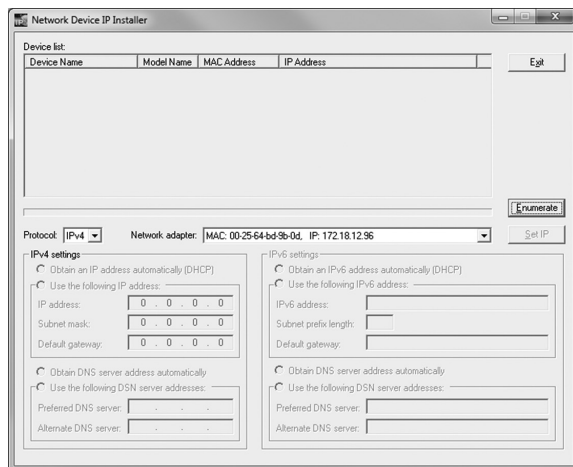 Network Device IP Installer
Device list:
Device Name Model Name MAC Address IP Address
Exit
Enumerate
Protocol: IPv4 Network adapter: MAC: 00-25-64-bd-9b-0d, IP: 172.18.12.96
Set IP
IPv4 settings
Obtain an IP address automatically (DHCP)
Use the following IP address:
IP address: 0 . 0 . 0 . 0
Subnet mask: 0 . 0 . 0 . 0
Default gateway: 0 . 0 . 0 . 0
Obtain DNS server address automatically
Use the following DSN server addresses:
Preferred DNS server: . . .
Alternate DNS server: . . .
IPv6 settings
Obtain an IPv6 address automatically (DHCP)
Use the following IPv6 address:
IPv6 address:
Subnet prefix length:
Default gateway:
Obtain DNS server address automatically
Use the following DSN server addresses:
Preferred DNS server:
Alternate DNS server: